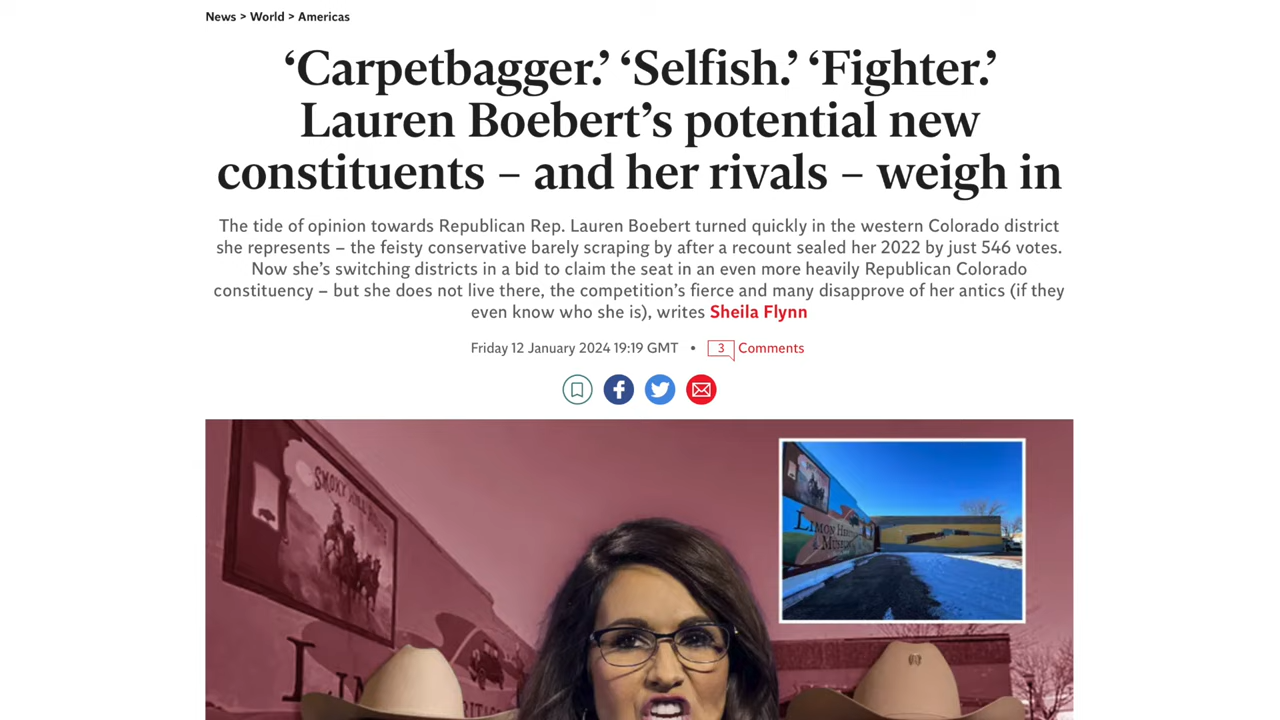 News > World > Americas
‘Carpetbagger.’ ‘Selfish.’ ‘Fighter.’
Lauren Boebert’s potential new
constituents – and her rivals – weigh in
The tide of opinion towards Republican Rep. Lauren Boebert turned quickly in the western Colorado district
she represents – the feisty conservative barely scraping by after a recount sealed her 2022 by just 546 votes.
Now she’s switching districts in a bid to claim the seat in an even more heavily Republican Colorado
constituency – but she does not live there, the competition’s fierce and many disapprove of her antics (if they
even know who she is), writes Sheila Flynn
Friday 12 January 2024 19:19 GMT • 3 Comments
SMOKY HILL
LIMON